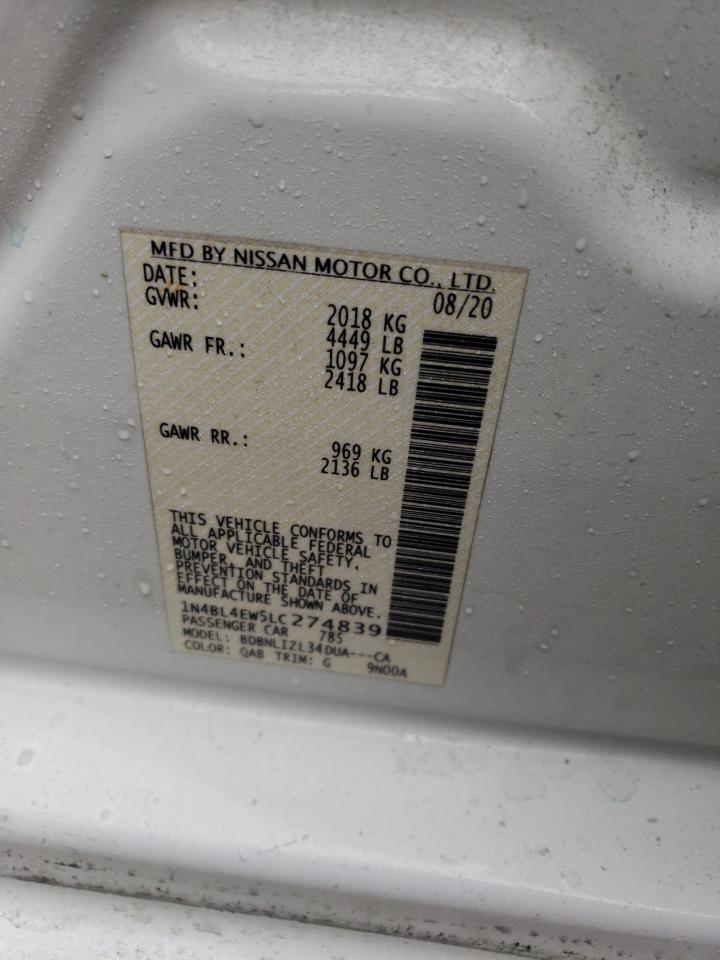 MFD BY NISSAN MOTOR CO., LTD.
DATE: 08/20
GVWR: 2018 KG
4449 LB
GAWR FR.: 1097 KG
2418 LB
GAWR RR.: 969 KG
2136 LB
THIS VEHICLE CONFORMS TO
ALL APPLICABLE FEDERAL
MOTOR VEHICLE SAFETY,
BUMPER, AND THEFT
PREVENTION STANDARDS IN
EFFECT ON THE DATE OF
MANUFACTURE SHOWN ABOVE.
1N4BL4EW5LC274839
PASSENGER CAR 785
MODEL: BDBNLIZL34DUA---CA
COLOR: QAB TRIM: G 9N00A